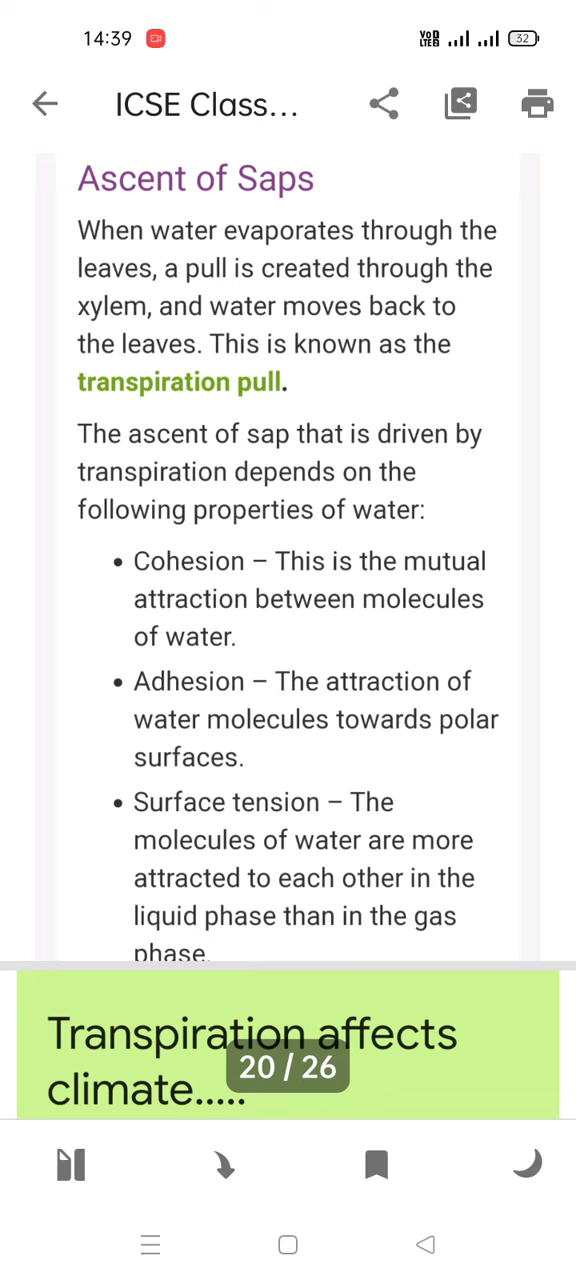 14:39
VoD LTE2
32
ICSE Class...
Ascent of Saps
When water evaporates through the
leaves, a pull is created through the
xylem, and water moves back to
the leaves. This is known as the
transpiration pull.
The ascent of sap that is driven by
transpiration depends on the
following properties of water:
• Cohesion – This is the mutual
attraction between molecules
of water.
• Adhesion – The attraction of
water molecules towards polar
surfaces.
• Surface tension – The
molecules of water are more
attracted to each other in the
liquid phase than in the gas
phase.
Transpiration affects
climate.....
20 / 26